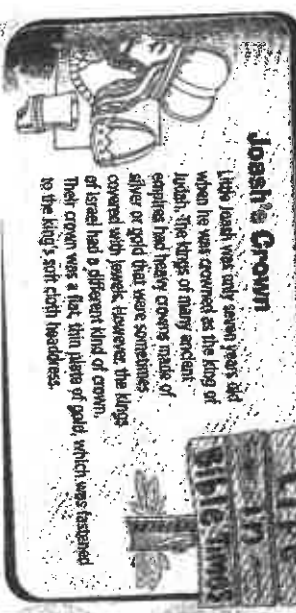 LIFE
IN
Bible Times
Joash's Crown
Little Joash was only seven years old
when he was crowned as the king of
Judah. The kings of many ancient
empires had heavy crowns made of
silver or gold that were sometimes
covered with jewels. However, the kings
of Israel had a different kind of crown.
Their crown was a flat, thin plate of gold, which was fastened
to the king's soft cloth headdress.